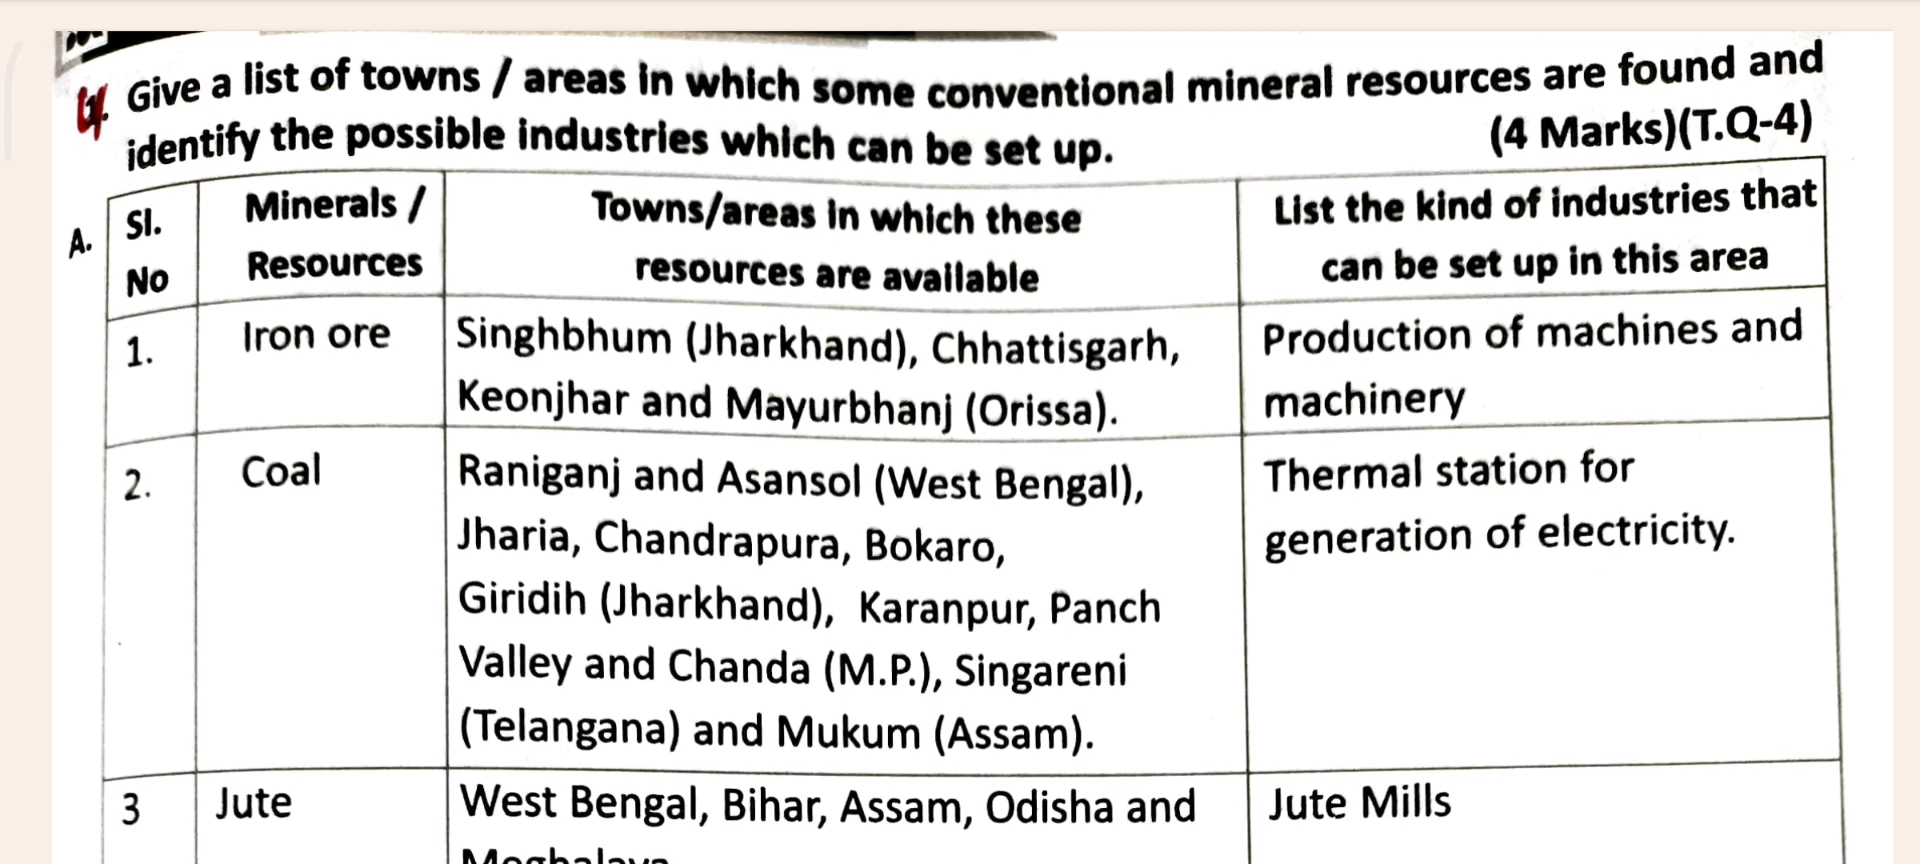 4. Give a list of towns / areas in which some conventional mineral resources are found and
identify the possible industries which can be set up. (4 Marks)(T.Q-4)
A. Sl. No
Minerals / Resources
Towns/areas in which these resources are available
List the kind of industries that can be set up in this area
1. Iron ore Singhbhum (Jharkhand), Chhattisgarh, Production of machines and
Keonjhar and Mayurbhanj (Orissa). machinery
2. Coal Raniganj and Asansol (West Bengal), Thermal station for
Jharia, Chandrapura, Bokaro, generation of electricity.
Giridih (Jharkhand), Karanpur, Panch
Valley and Chanda (M.P.), Singareni
(Telangana) and Mukum (Assam).
3 Jute West Bengal, Bihar, Assam, Odisha and Jute Mills
Meghalaya